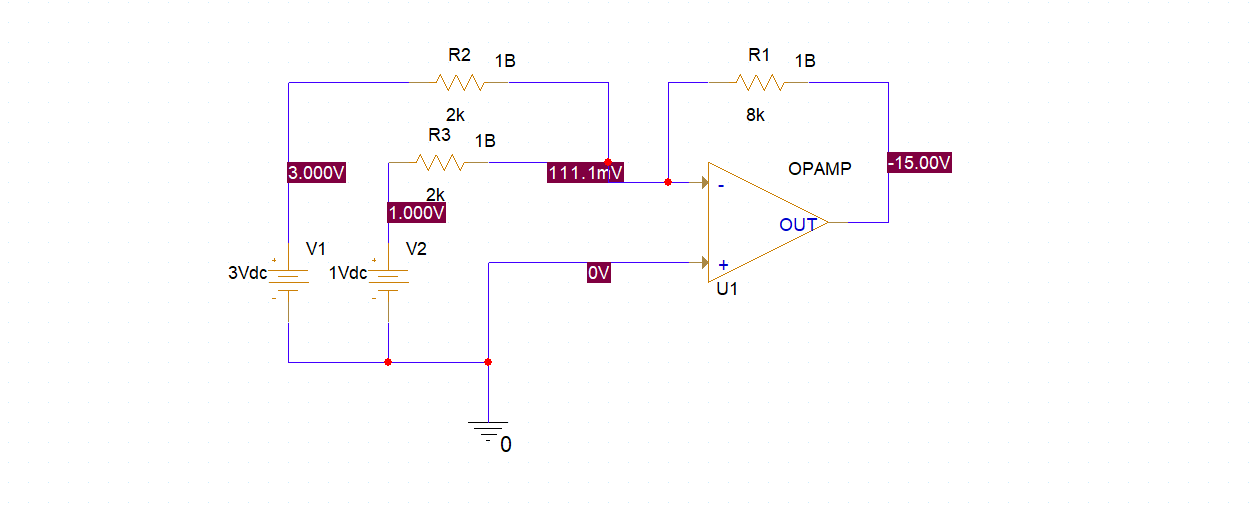 R2 1B
R1 1B
2k
8k
R3 1B
3.000V
111.1mV
OPAMP
-15.00V
-
2k
1.000V
OUT
V1
V2
3Vdc
+
-
1Vdc
+
-
0V
+
U1
0